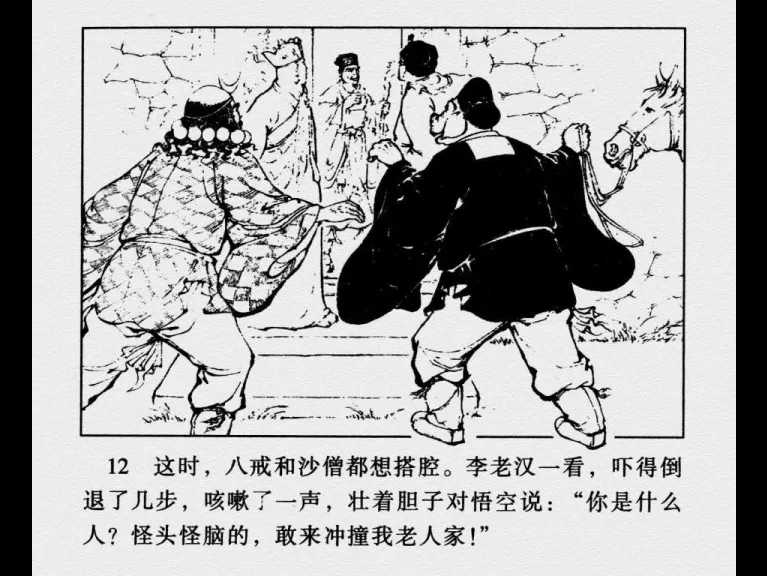 12 这时，八戒和沙僧都想搭腔。李老汉一看，吓得倒
退了几步，咳嗽了一声，壮着胆子对悟空说：“你是什么
人？怪头怪脑的，敢来冲撞我老人家！”